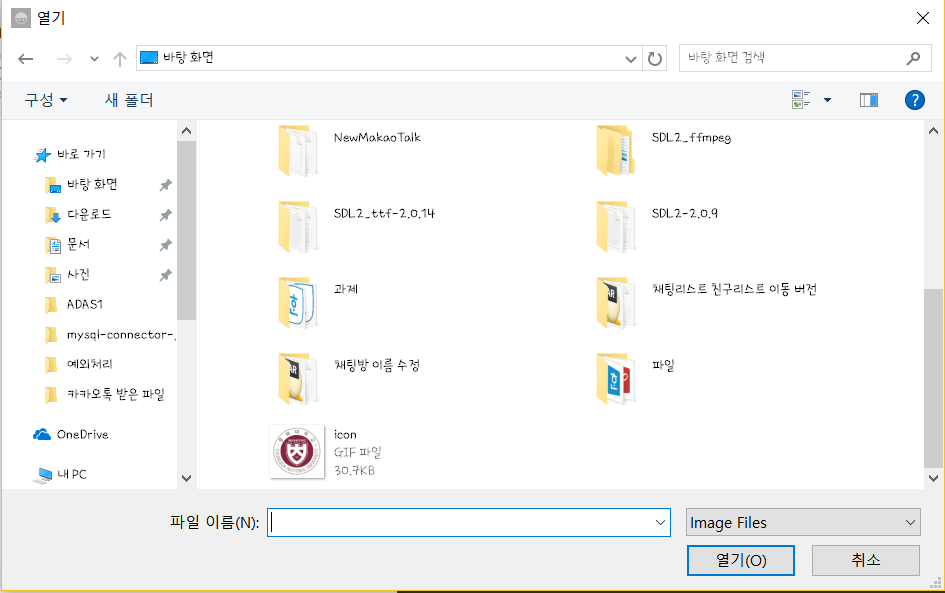 열기
바탕 화면
바탕 화면 검색
구성
새 폴더
바로 가기
바탕 화면
다운로드
문서
사진
ADAS1
mysql-connector-
예외처리
카카오톡 받은 파일
OneDrive
내 PC
NewMakaoTalk
SDL2_ffmpeg
SDL2_ttf-2.0.14
SDL2-2.0.9
과제
채팅리스트 친구리스트 이동 버전
채팅방 이름 수정
파일
icon
GIF 파일
30.7KB
파일 이름(N):
Image Files
열기(O)
취소